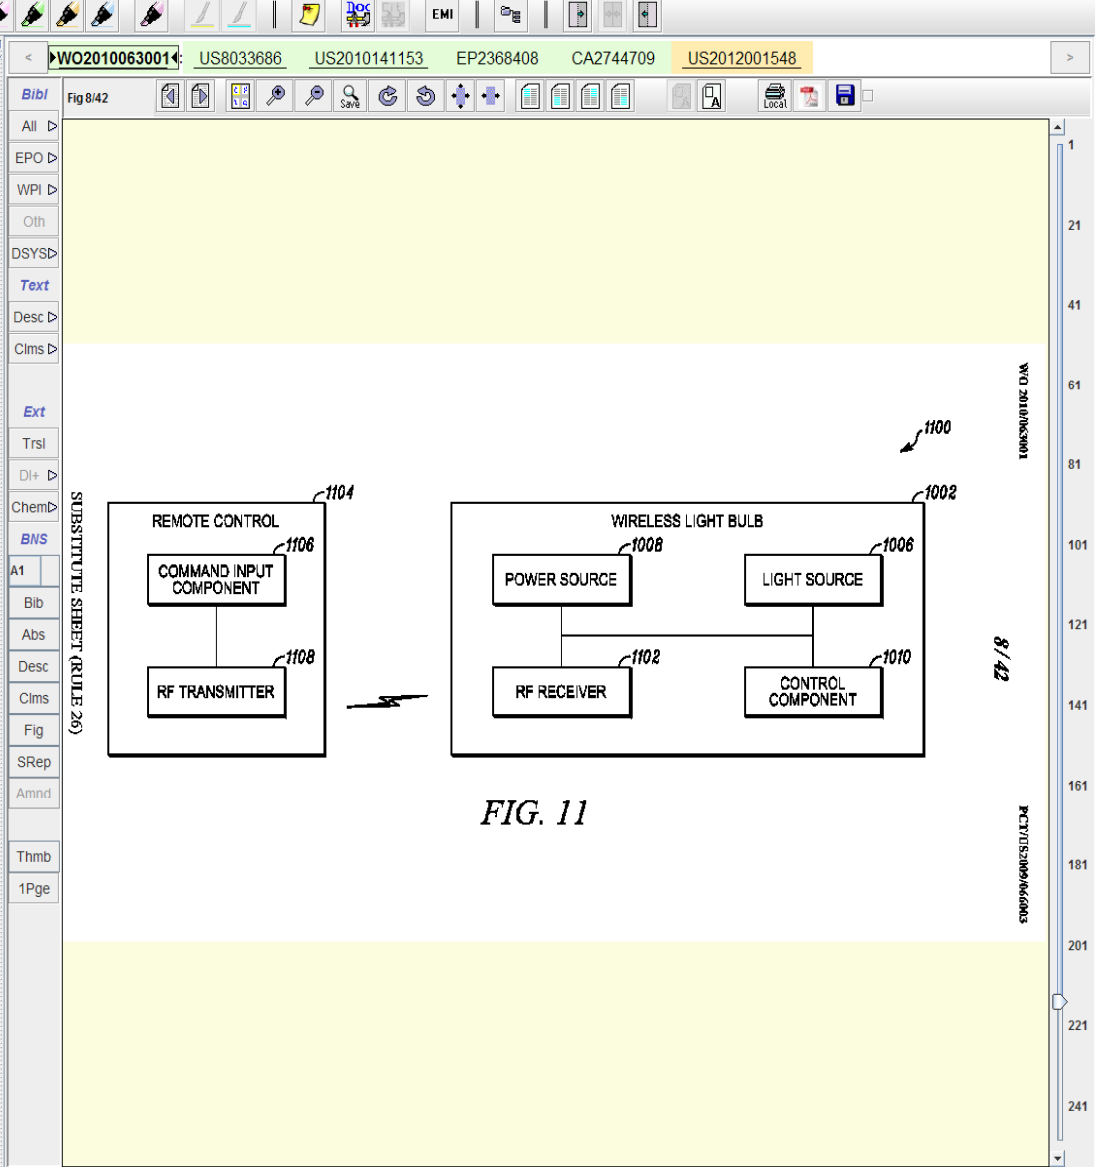 Doc
EMI
<
WO2010063001
:
US8033686
US2010141153
EP2368408
CA2744709
US2012001548
>
Bibl
Fig 8/42
Save
Local
All
EPO
WPI
Oth
DSYS
Text
Desc
Clms
Ext
Trsl
DI+
Chem
BNS
A1
Bib
Abs
Desc
Clms
Fig
SRep
Amnd
Thmb
1Pge
SUBSTITUTE SHEET (RULE 26)
1100
1104
REMOTE CONTROL
1106
COMMAND INPUT
COMPONENT
1108
RF TRANSMITTER
1002
WIRELESS LIGHT BULB
1008
POWER SOURCE
1006
LIGHT SOURCE
1102
RF RECEIVER
1010
CONTROL
COMPONENT
FIG. 11
WO 2010/063001
8/42
PCT/US2009/066003
1
21
41
61
81
101
121
141
161
181
201
221
241